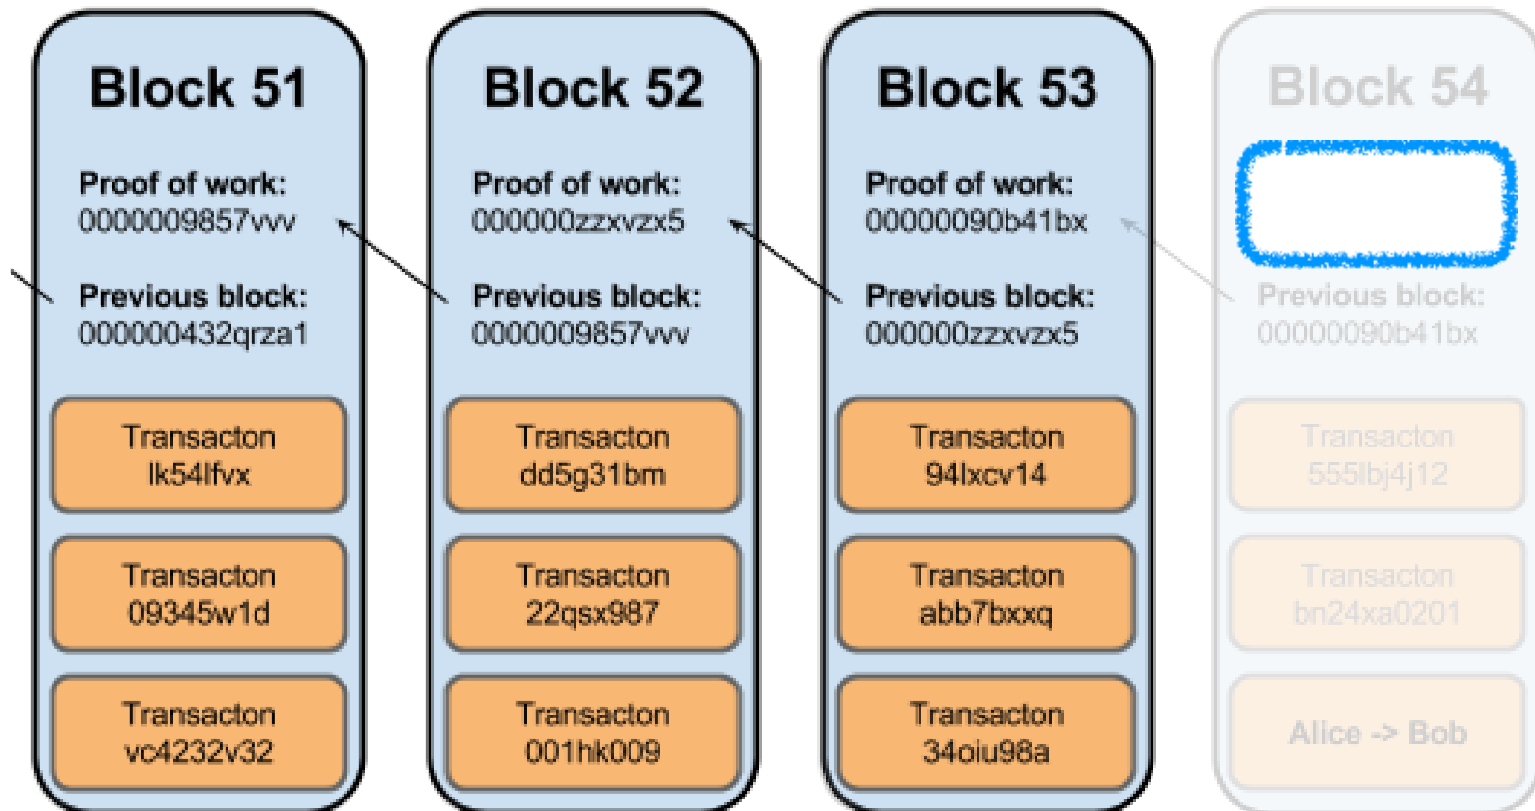 Block 51
Proof of work:
0000009857vvv
Previous block:
000000432qrza1
Transacton
lk54lfvx
Transacton
09345w1d
Transacton
vc4232v32
Block 52
Proof of work:
000000zzxvzx5
Previous block:
0000009857vvv
Transacton
dd5g31bm
Transacton
22qsx987
Transacton
001hk009
Block 53
Proof of work:
00000090b41bx
Previous block:
000000zzxvzx5
Transacton
94lxcv14
Transacton
abb7bxxq
Transacton
34oiu98a
Block 54
Previous block:
00000090b41bx
Transacton
555lbj4j12
Transacton
bn24xa0201
Alice -> Bob